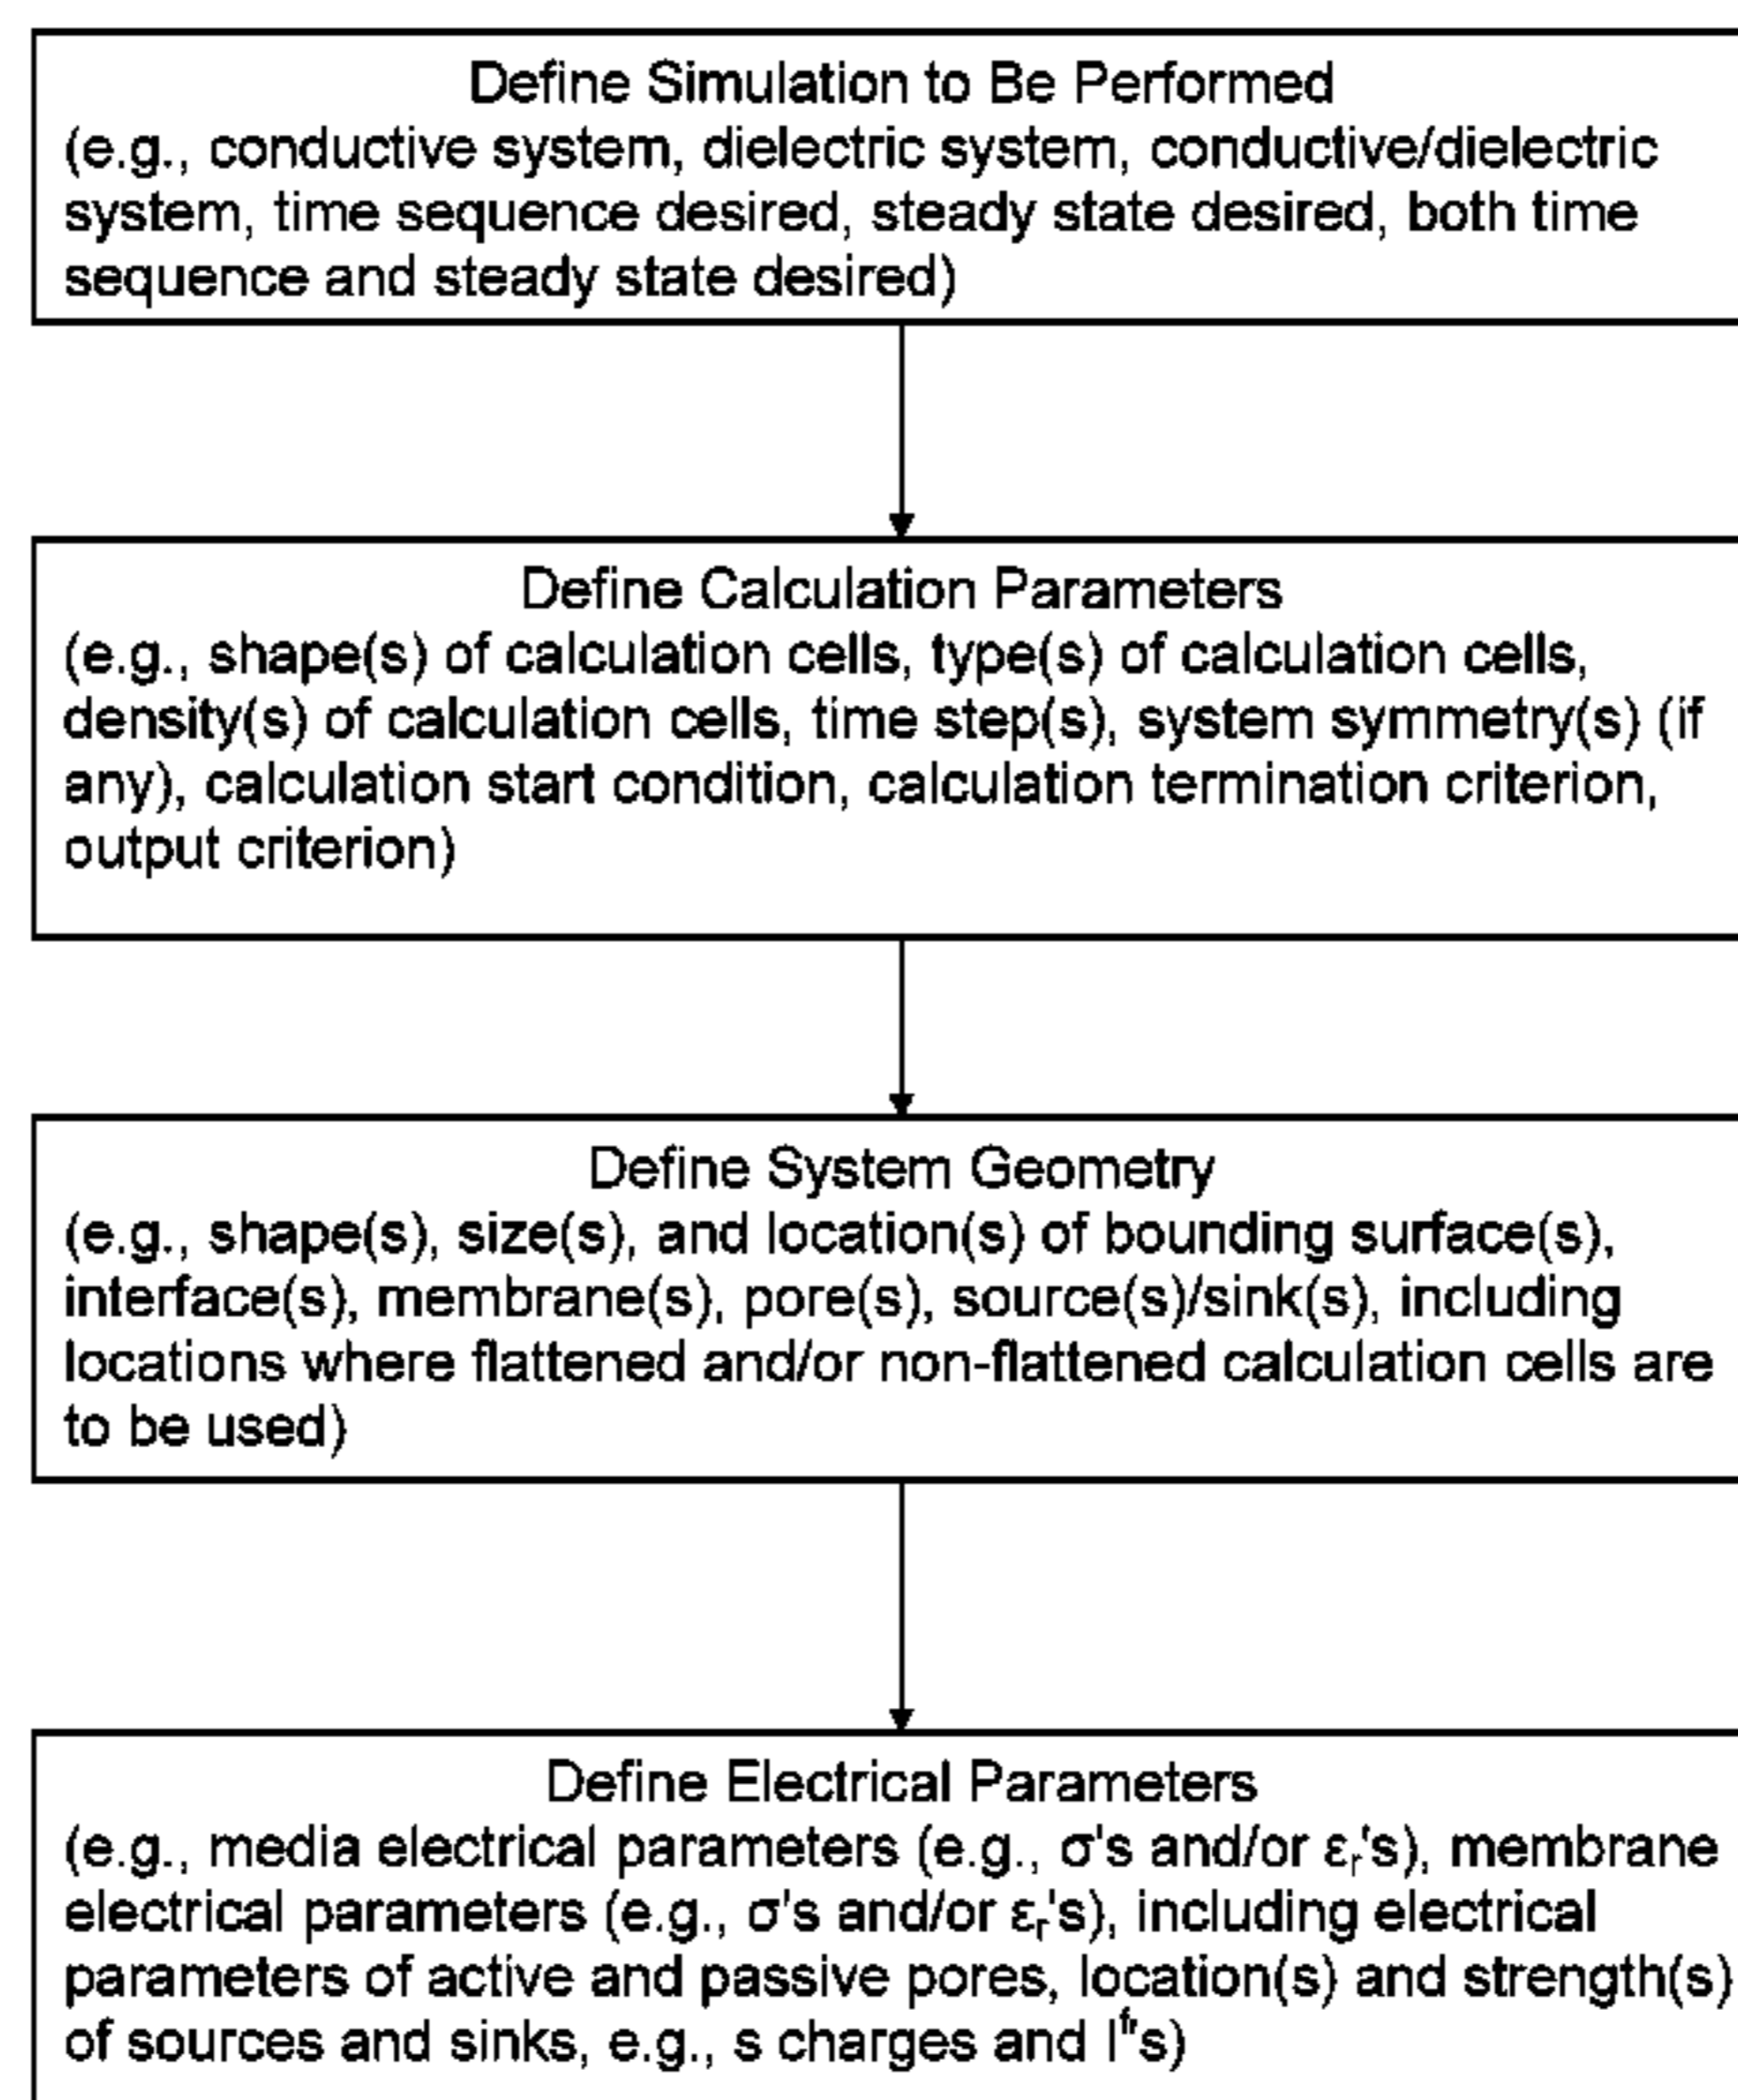 Define Simulation to Be Performed
(e.g., conductive system, dielectric system, conductive/dielectric
system, time sequence desired, steady state desired, both time
sequence and steady state desired)
Define Calculation Parameters
(e.g., shape(s) of calculation cells, type(s) of calculation cells,
density(s) of calculation cells, time step(s), system symmetry(s) (if
any), calculation start condition, calculation termination criterion,
output criterion)
Define System Geometry
(e.g., shape(s), size(s), and location(s) of bounding surface(s),
interface(s), membrane(s), pore(s), source(s)/sink(s), including
locations where flattened and/or non-flattened calculation cells are
to be used)
Define Electrical Parameters
(e.g., media electrical parameters (e.g., σ's and/or εᵣ's), membrane
electrical parameters (e.g., σ's and/or εᵣ's), including electrical
parameters of active and passive pores, location(s) and strength(s)
of sources and sinks, e.g., s charges and Iᶠʳ's)